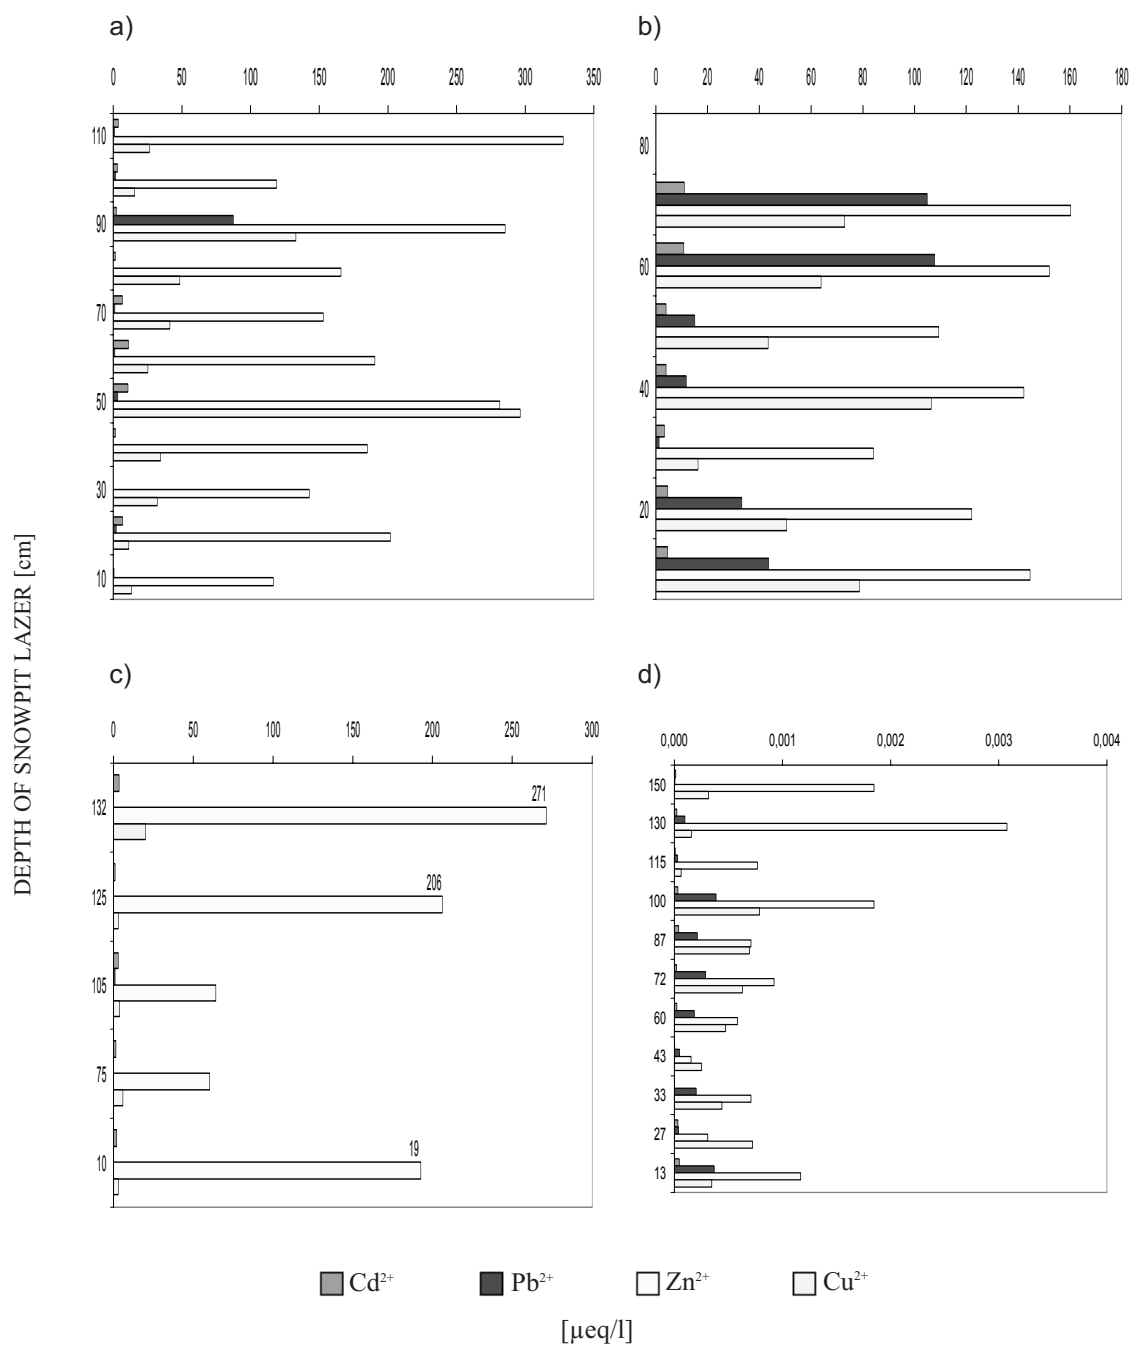 a)
b)
0 50 100 150 200 250 300 350
0 20 40 60 80 100 120 140 160 180
110
90
70
50
30
10
80
60
40
20
DEPTH OF SNOWPIT LAZER [cm]
c)
d)
0 50 100 150 200 250 300
0,000 0,001 0,002 0,003 0,004
132
271
125
206
105
75
10
19
150
130
115
100
87
72
60
43
33
27
13
Cd²⁺ Pb²⁺ Zn²⁺ Cu²⁺
[µeq/l]